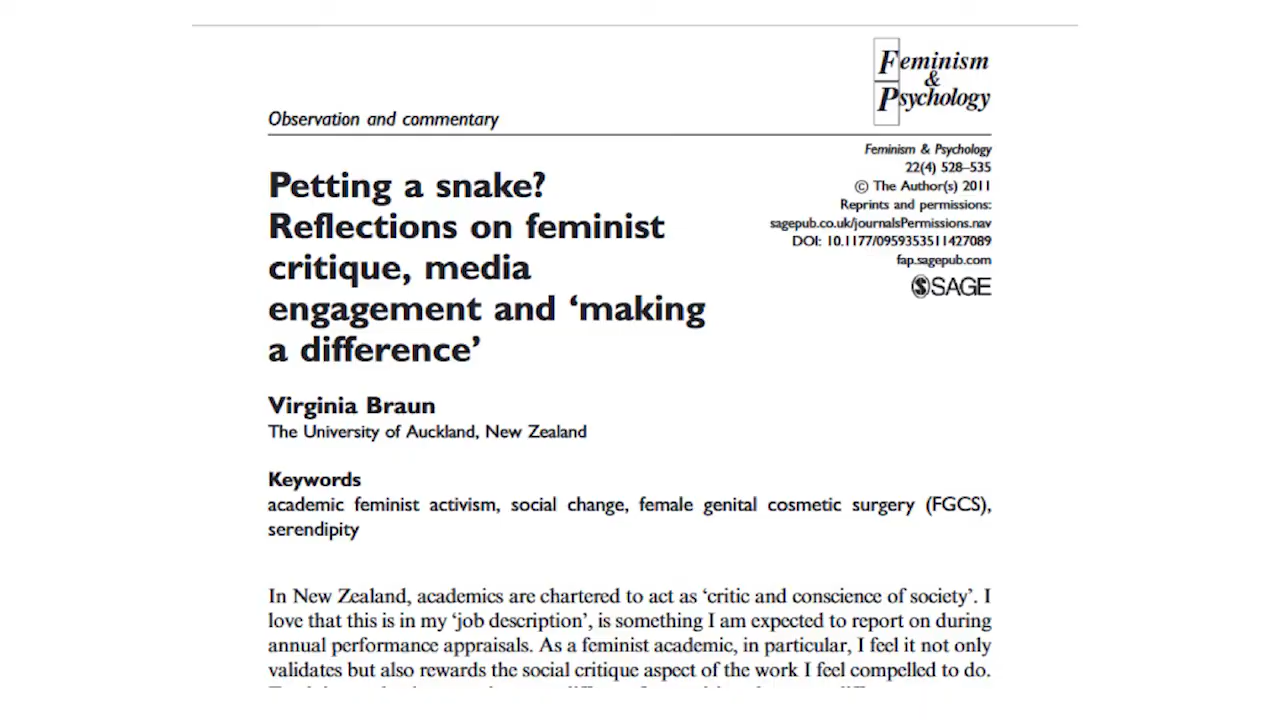 Feminism
&
Psychology
Observation and commentary
Feminism & Psychology
22(4) 528–535
© The Author(s) 2011
Reprints and permissions:
sagepub.co.uk/journalsPermissions.nav
DOI: 10.1177/0959353511427089
fap.sagepub.com
SAGE
Petting a snake?
Reflections on feminist
critique, media
engagement and ‘making
a difference’
Virginia Braun
The University of Auckland, New Zealand
Keywords
academic feminist activism, social change, female genital cosmetic surgery (FGCS),
serendipity
In New Zealand, academics are chartered to act as ‘critic and conscience of society’. I
love that this is in my ‘job description’, is something I am expected to report on during
annual performance appraisals. As a feminist academic, in particular, I feel it not only
validates but also rewards the social critique aspect of the work I feel compelled to do.